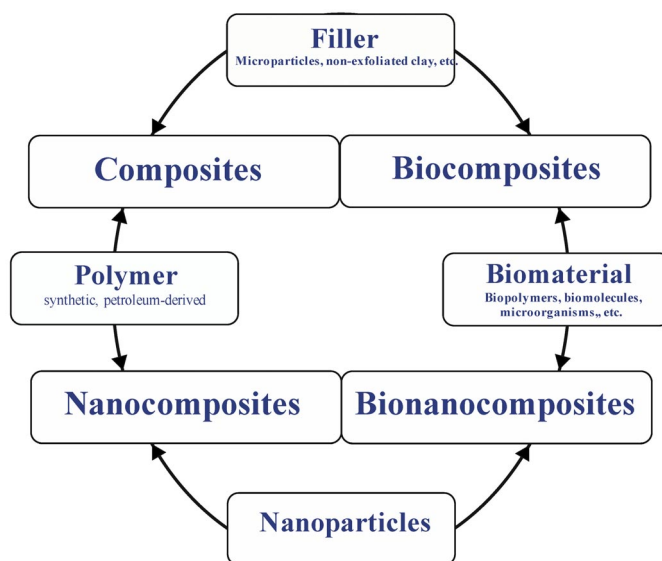 Filler
Microparticles, non-exfoliated clay, etc.
Composites
Biocomposites
Polymer
synthetic, petroleum-derived
Biomaterial
Biopolymers, biomolecules,
microorganisms,, etc.
Nanocomposites
Bionanocomposites
Nanoparticles